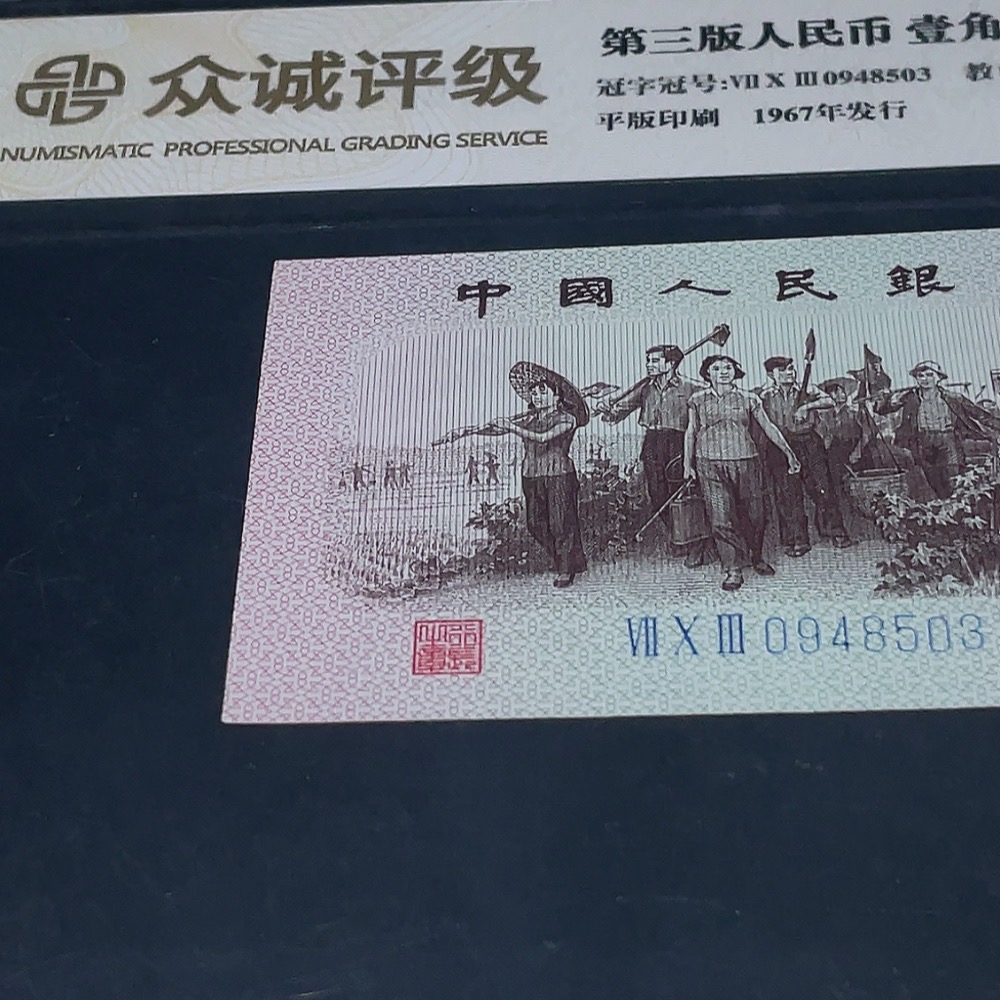 众诚评级
NUMISMATIC PROFESSIONAL GRADING SERVICE
第三版人民币 壹角
冠字冠号:VII X III 0948503 教
平版印刷 1967年发行
中國人民銀
VII X III 0948503